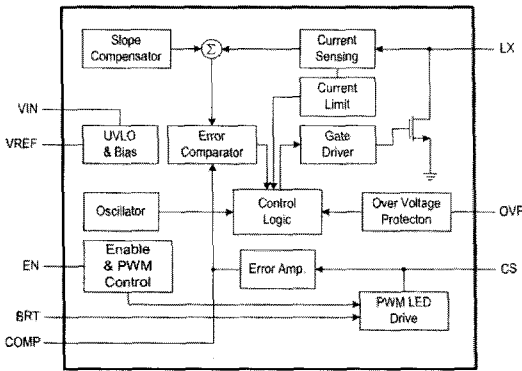 Slope
Compensator
Σ
Current
Sensing
LX
Current
Limit
VIN
VREF
UVLO
& Bias
Error
Comparator
Gate
Driver
Oscillator
Control
Logic
Over Voltage
Protecton
OVP
Enable
& PWM
Control
EN
Error Amp.
CS
PWM LED
Drive
BRT
COMP